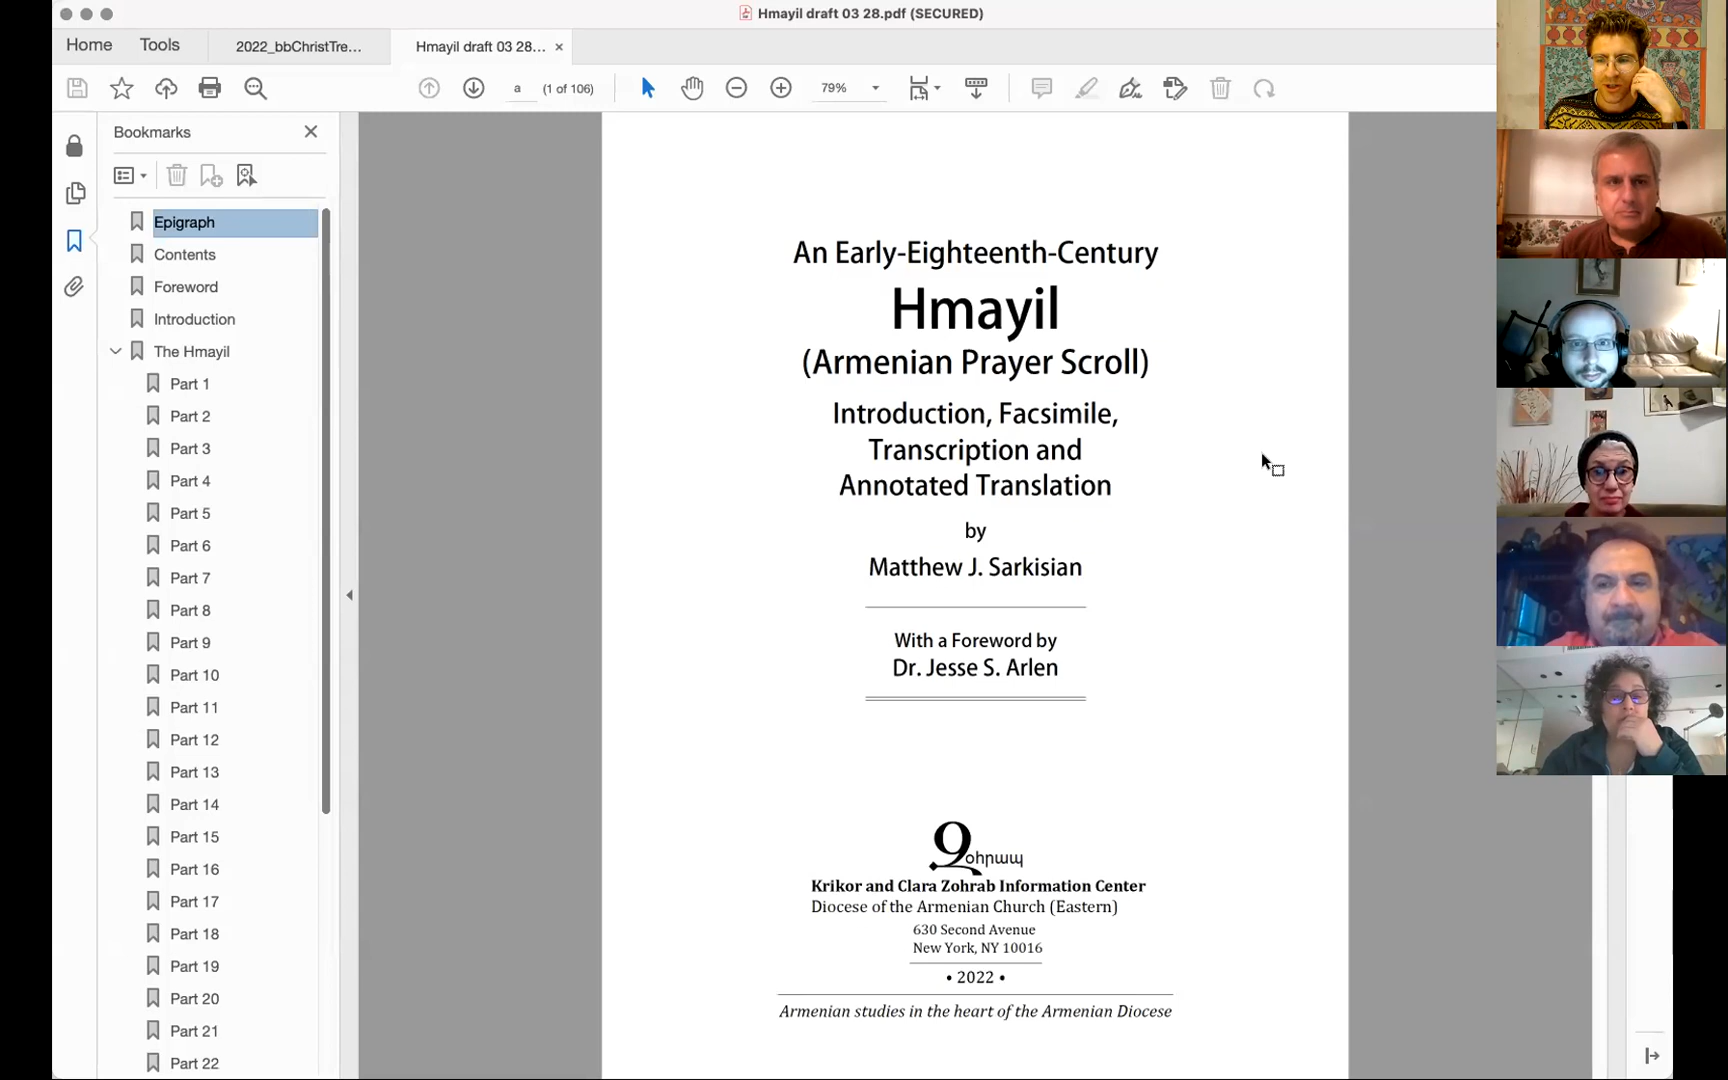 Hmayil draft 03 28.pdf (SECURED)
Home
Tools
2022_bbChristTre...
Hmayil draft 03 28...
a
(1 of 106)
79%
Bookmarks
Epigraph
Contents
Foreword
Introduction
The Hmayil
Part 1
Part 2
Part 3
Part 4
Part 5
Part 6
Part 7
Part 8
Part 9
Part 10
Part 11
Part 12
Part 13
Part 14
Part 15
Part 16
Part 17
Part 18
Part 19
Part 20
Part 21
Part 22
An Early-Eighteenth-Century
Hmayil
(Armenian Prayer Scroll)
Introduction, Facsimile,
Transcription and
Annotated Translation
by
Matthew J. Sarkisian
With a Foreword by
Dr. Jesse S. Arlen
Զօհրապ
Krikor and Clara Zohrab Information Center
Diocese of the Armenian Church (Eastern)
630 Second Avenue
New York, NY 10016
• 2022 •
Armenian studies in the heart of the Armenian Diocese